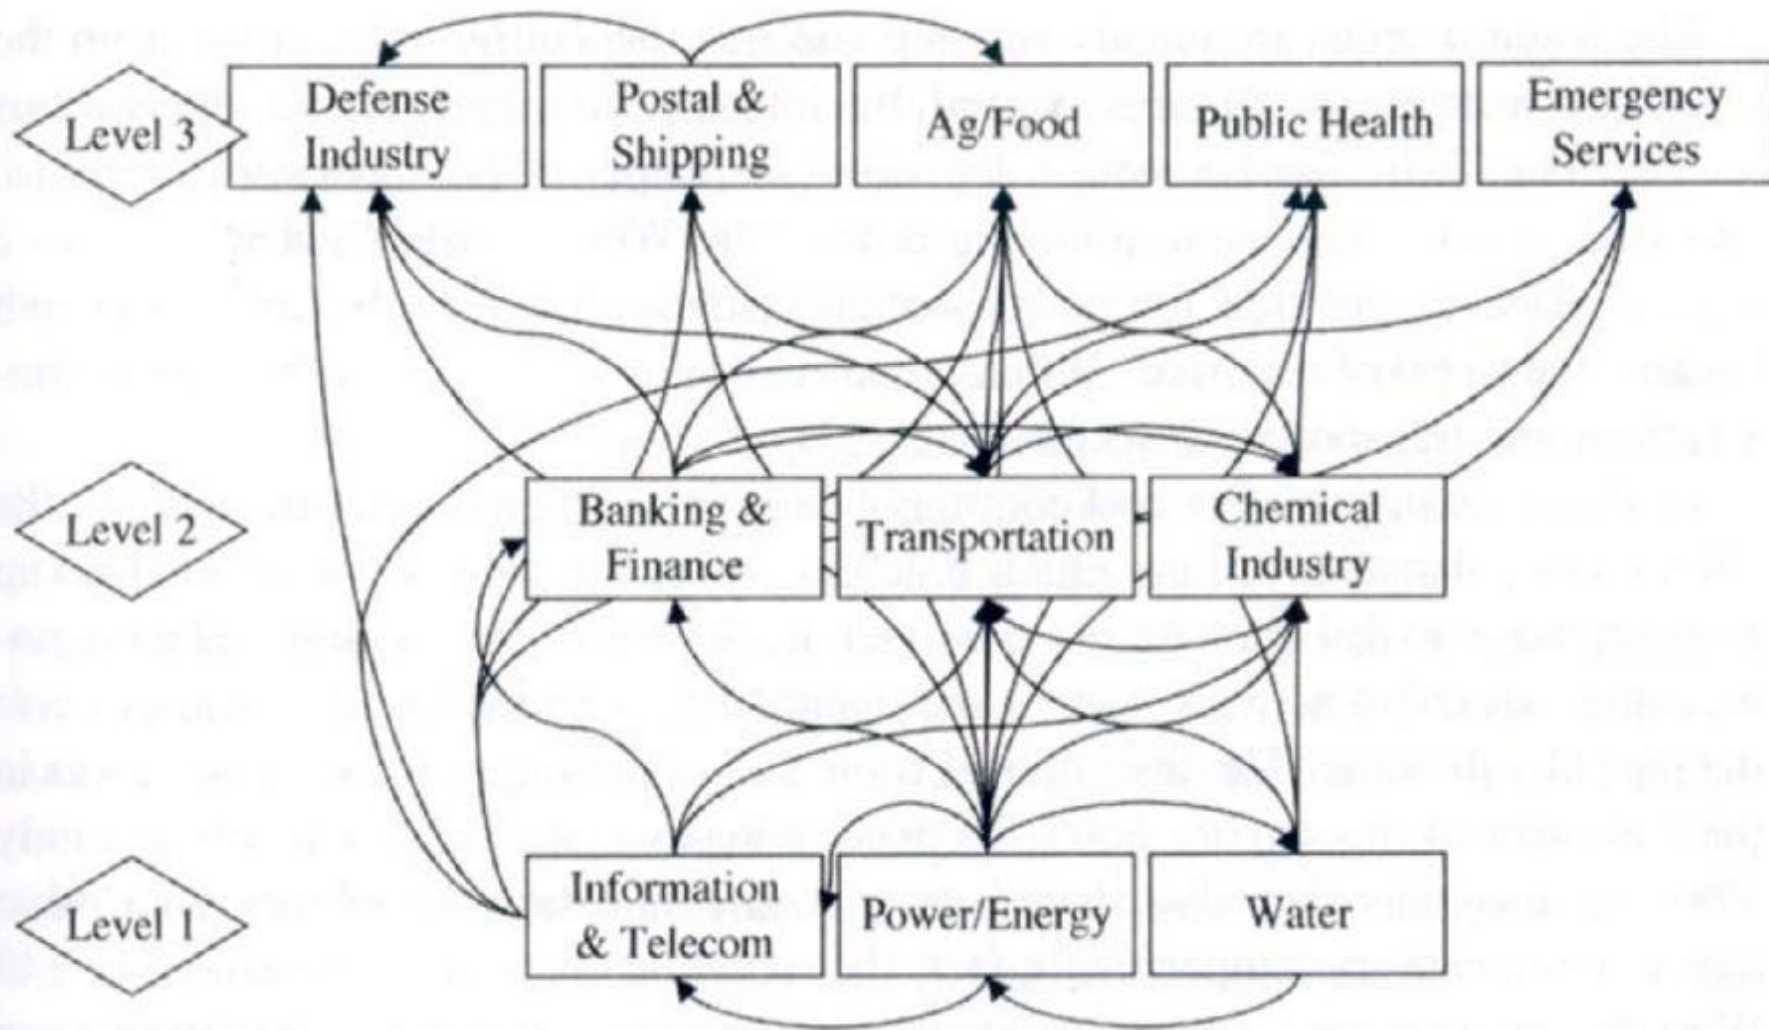 Level 3
Defense
Industry
Postal &
Shipping
Ag/Food
Public Health
Emergency
Services
Level 2
Banking &
Finance
Transportation
Chemical
Industry
Level 1
Information
& Telecom
Power/Energy
Water